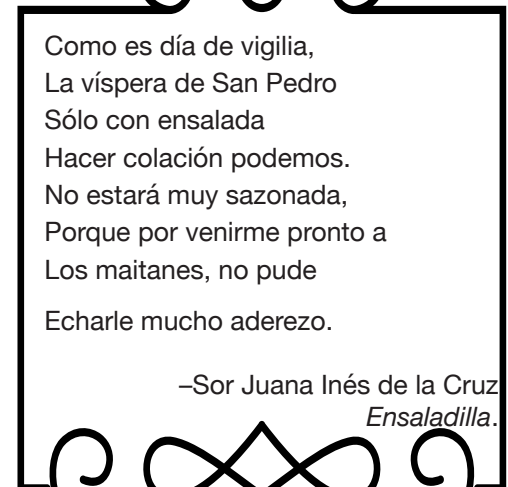 Como es día de vigilia,
La víspera de San Pedro
Sólo con ensalada
Hacer colación podemos.
No estará muy sazonada,
Porque por venirme pronto a
Los maitanes, no pude
Echarle mucho aderezo.
–Sor Juana Inés de la Cruz
Ensaladilla.